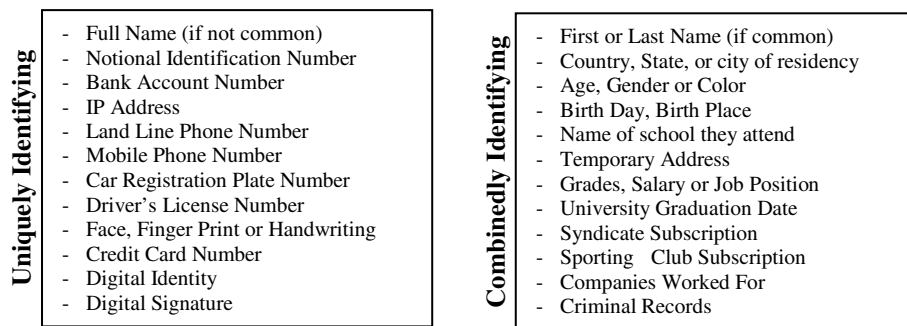 Uniquely Identifying
- Full Name (if not common)
- Notional Identification Number
- Bank Account Number
- IP Address
- Land Line Phone Number
- Mobile Phone Number
- Car Registration Plate Number
- Driver's License Number
- Face, Finger Print or Handwriting
- Credit Card Number
- Digital Identity
- Digital Signature
Combinedly Identifying
- First or Last Name (if common)
- Country, State, or city of residency
- Age, Gender or Color
- Birth Day, Birth Place
- Name of school they attend
- Temporary Address
- Grades, Salary or Job Position
- University Graduation Date
- Syndicate Subscription
- Sporting Club Subscription
- Companies Worked For
- Criminal Records